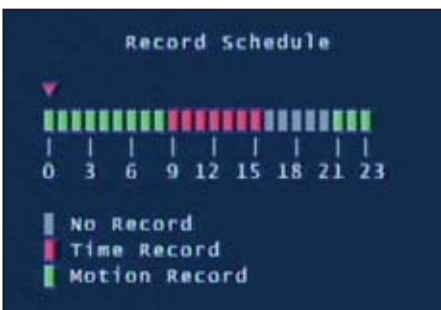 Record Schedule
0 3 6 9 12 15 18 21 23
No Record
Time Record
Motion Record